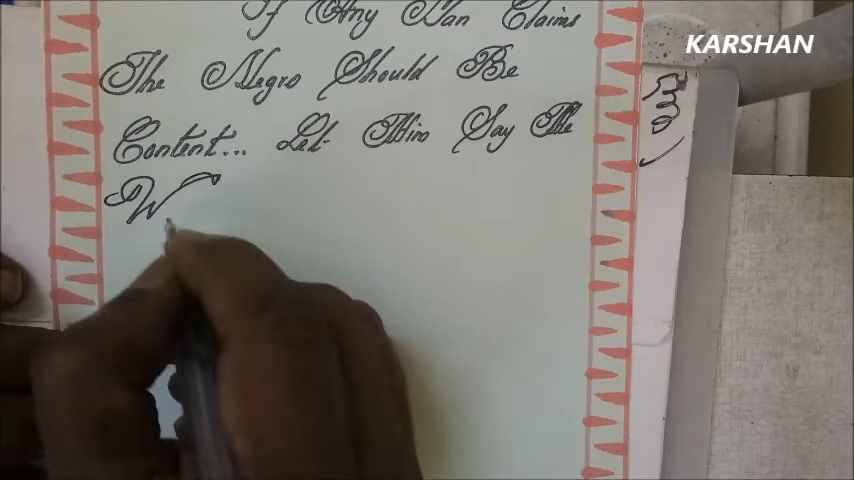 If Any Man Claims
KARSHAN
The Negro Should Be
Content... Let Him Say The
W